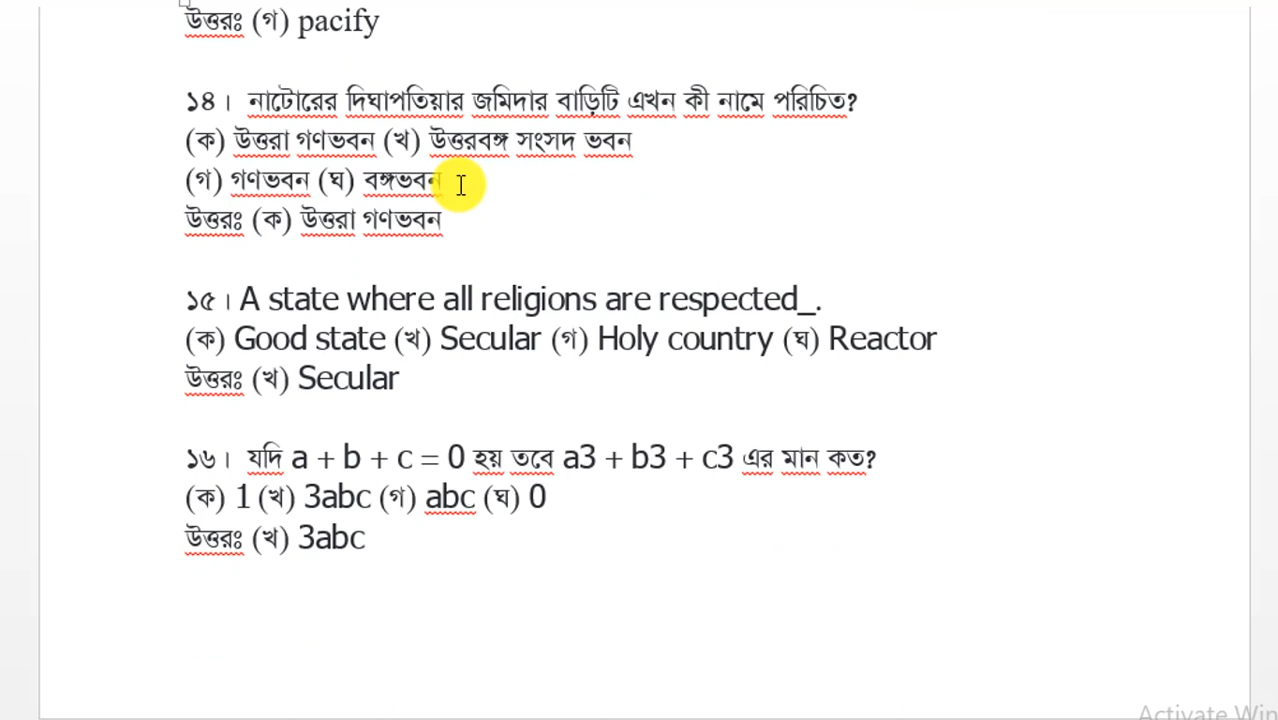 উত্তরঃ (গ) pacify
১৪। নাটোরের দিঘাপতিয়ার জমিদার বাড়িটি এখন কী নামে পরিচিত?
(ক) উত্তরা গণভবন (খ) উত্তরবঙ্গ সংসদ ভবন
(গ) গণভবন (ঘ) বঙ্গভবন
উত্তরঃ (ক) উত্তরা গণভবন
১৫। A state where all religions are respected_.
(ক) Good state (খ) Secular (গ) Holy country (ঘ) Reactor
উত্তরঃ (খ) Secular
১৬। যদি a + b + c = 0 হয় তবে a3 + b3 + c3 এর মান কত?
(ক) 1 (খ) 3abc (গ) abc (ঘ) 0
উত্তরঃ (খ) 3abc
Activate Win